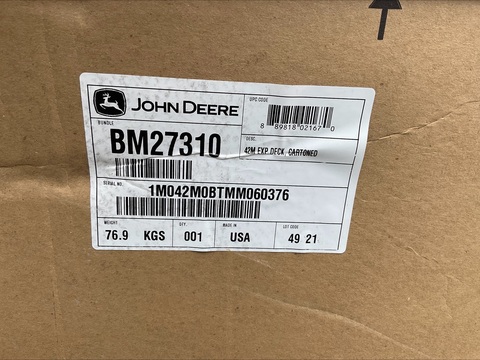 JOHN DEERE
UPC CODE
8 89818 02167 0
BUNDLE
BM27310
DESC.
42M EXP DECK, CARTONED
SERIAL NO.
1M042M0BTMM060376
WEIGHT
76.9 KGS
QTY
001
MADE IN
USA
LOT CODE
49 21